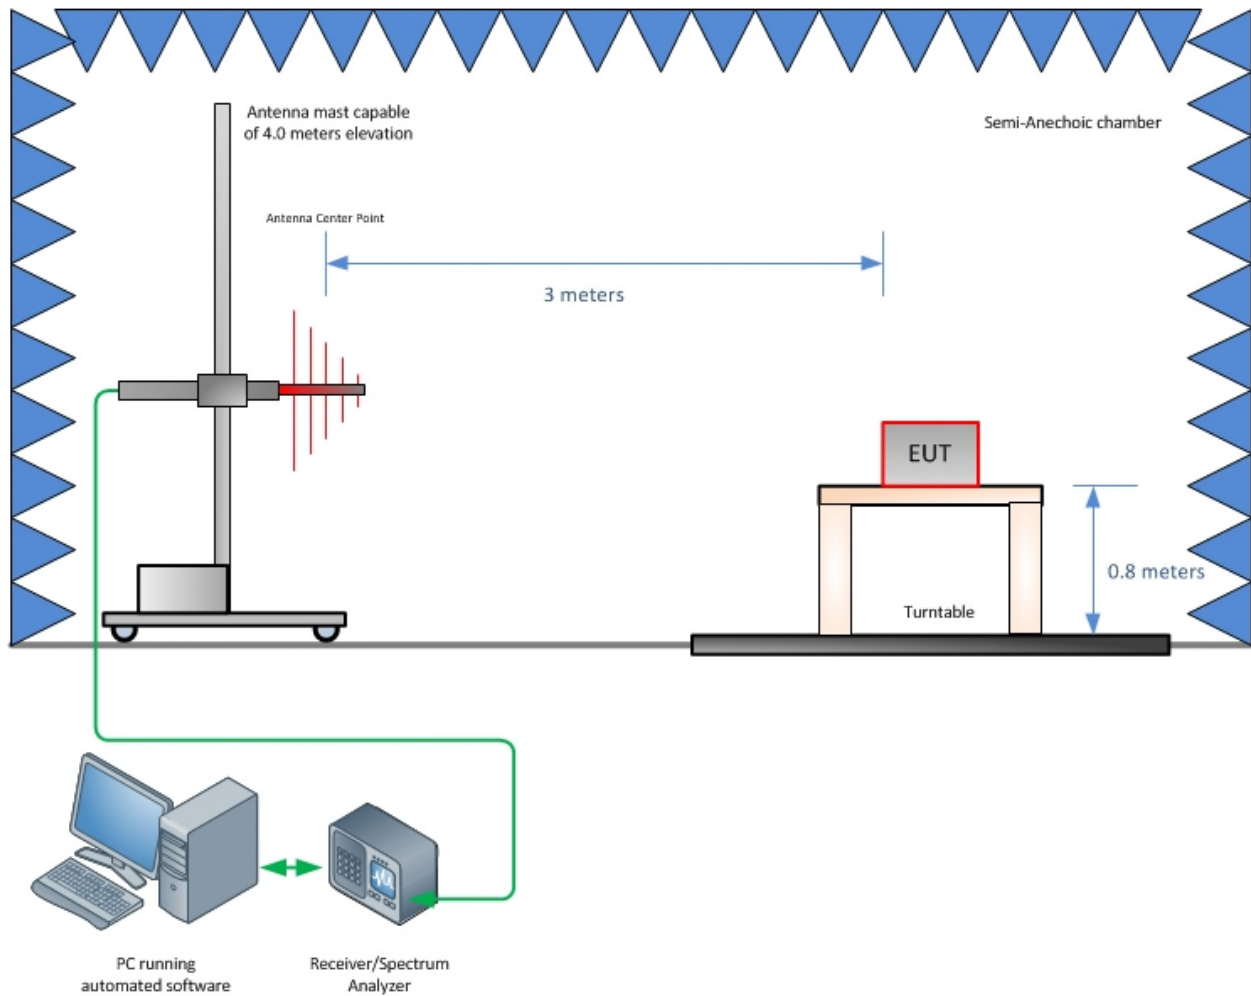 Antenna mast capable
of 4.0 meters elevation
Semi-Anechoic chamber
Antenna Center Point
3 meters
EUT
0.8 meters
Turntable
PC running
automated software
Receiver/Spectrum
Analyzer